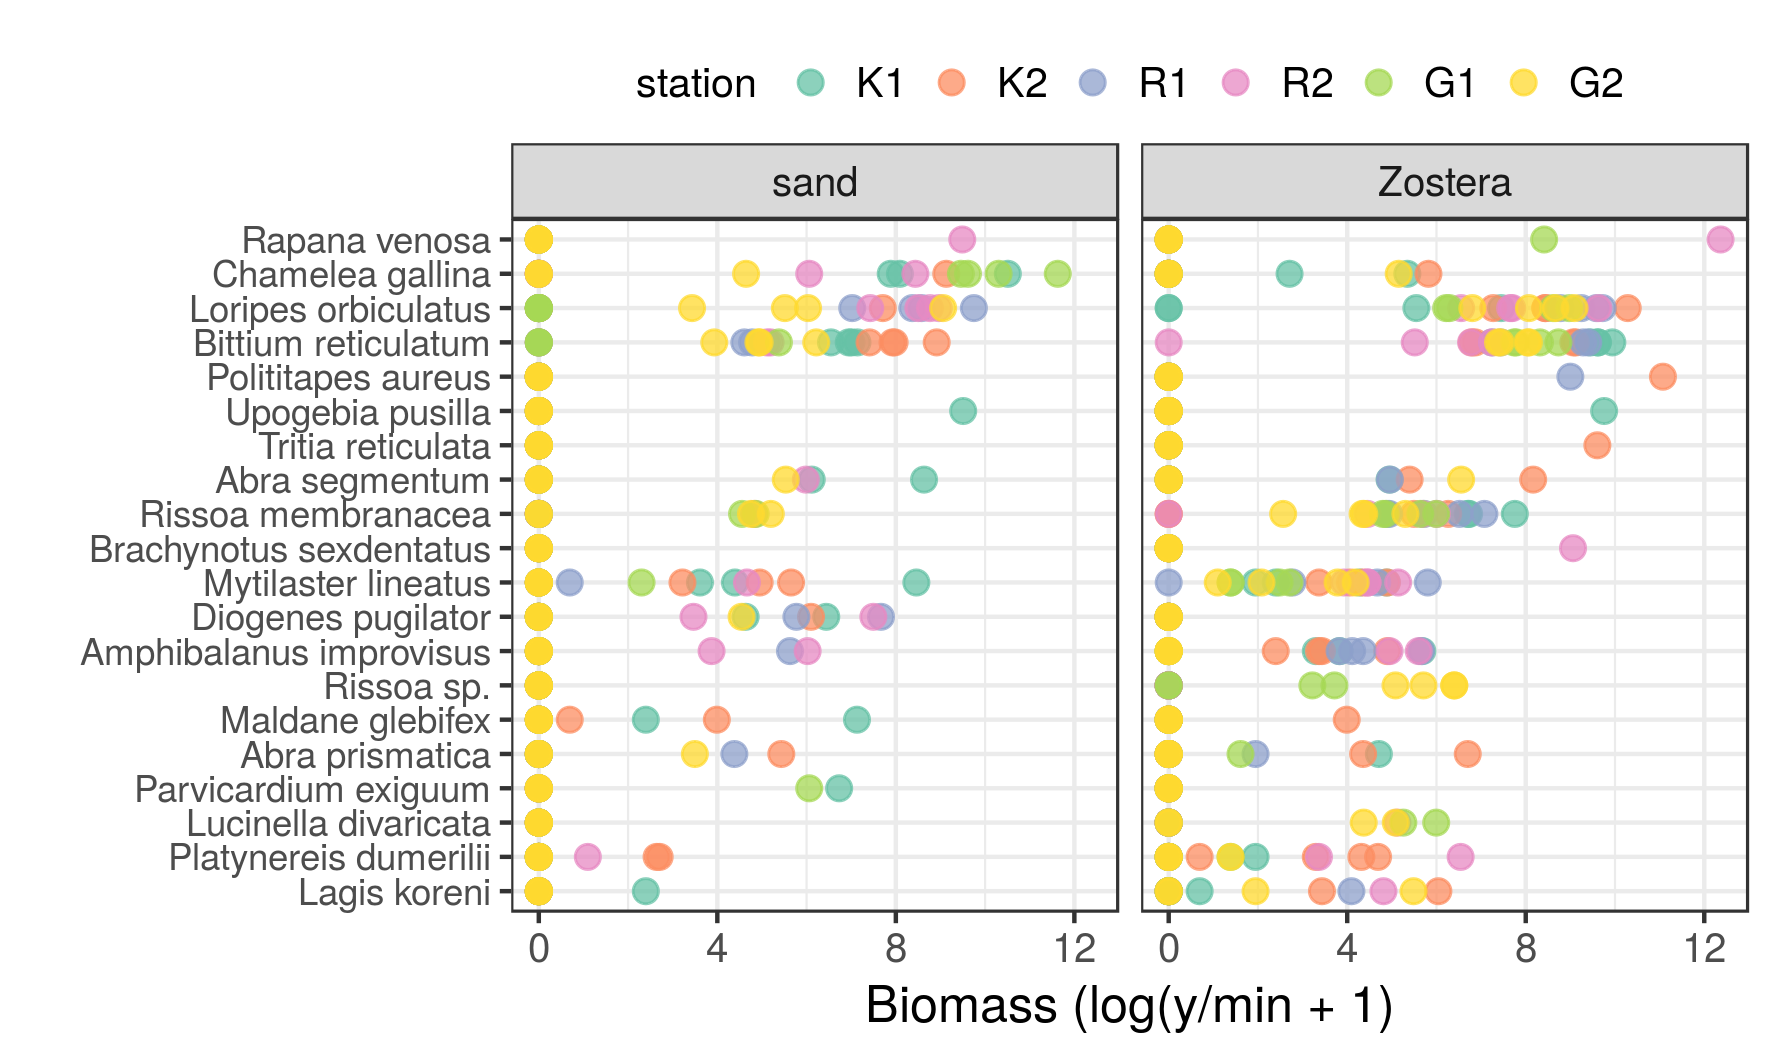 station K1 K2 R1 R2 G1 G2
sand Zostera
Rapana venosa
Chamelea gallina
Loripes orbiculatus
Bittium reticulatum
Polititapes aureus
Upogebia pusilla
Tritia reticulata
Abra segmentum
Rissoa membranacea
Brachynotus sexdentatus
Mytilaster lineatus
Diogenes pugilator
Amphibalanus improvisus
Rissoa sp.
Maldane glebifex
Abra prismatica
Parvicardium exiguum
Lucinella divaricata
Platynereis dumerilii
Lagis koreni
0 4 8 12 0 4 8 12
Biomass (log(y/min + 1)